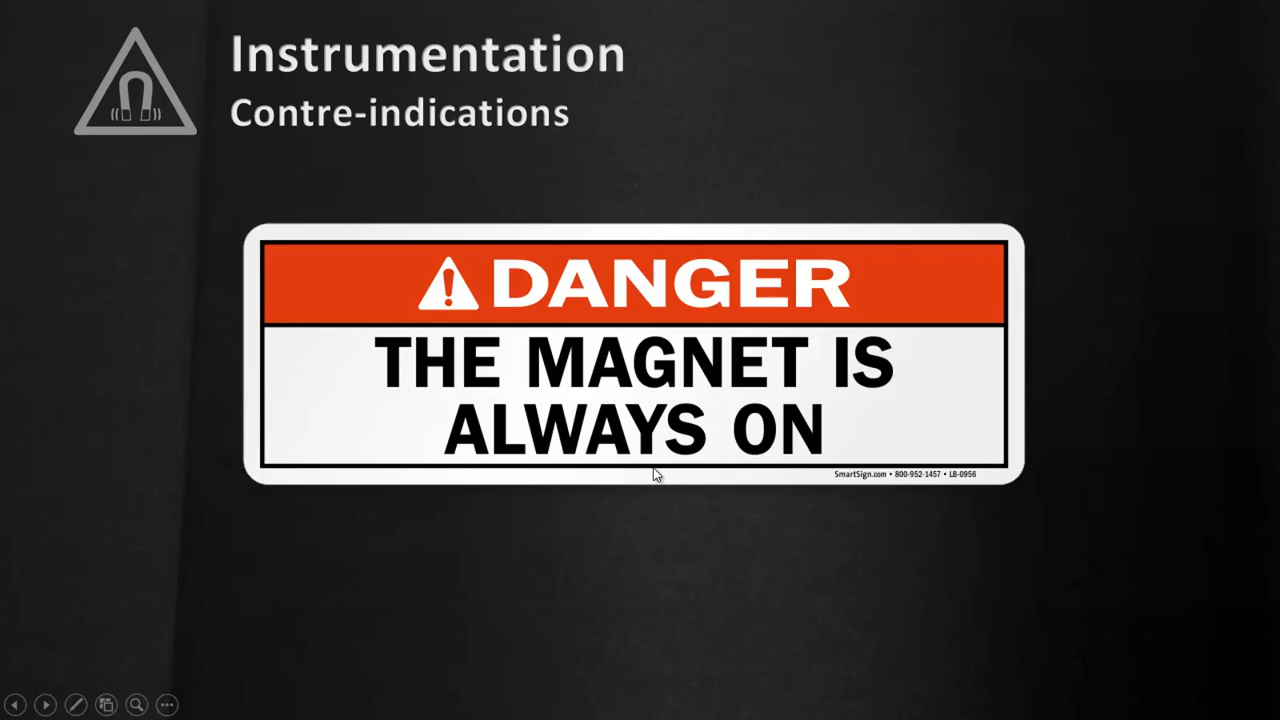 Instrumentation
Contre-indications
DANGER
THE MAGNET IS
ALWAYS ON
SmartSign.com • 800-952-1457 • LB-0956